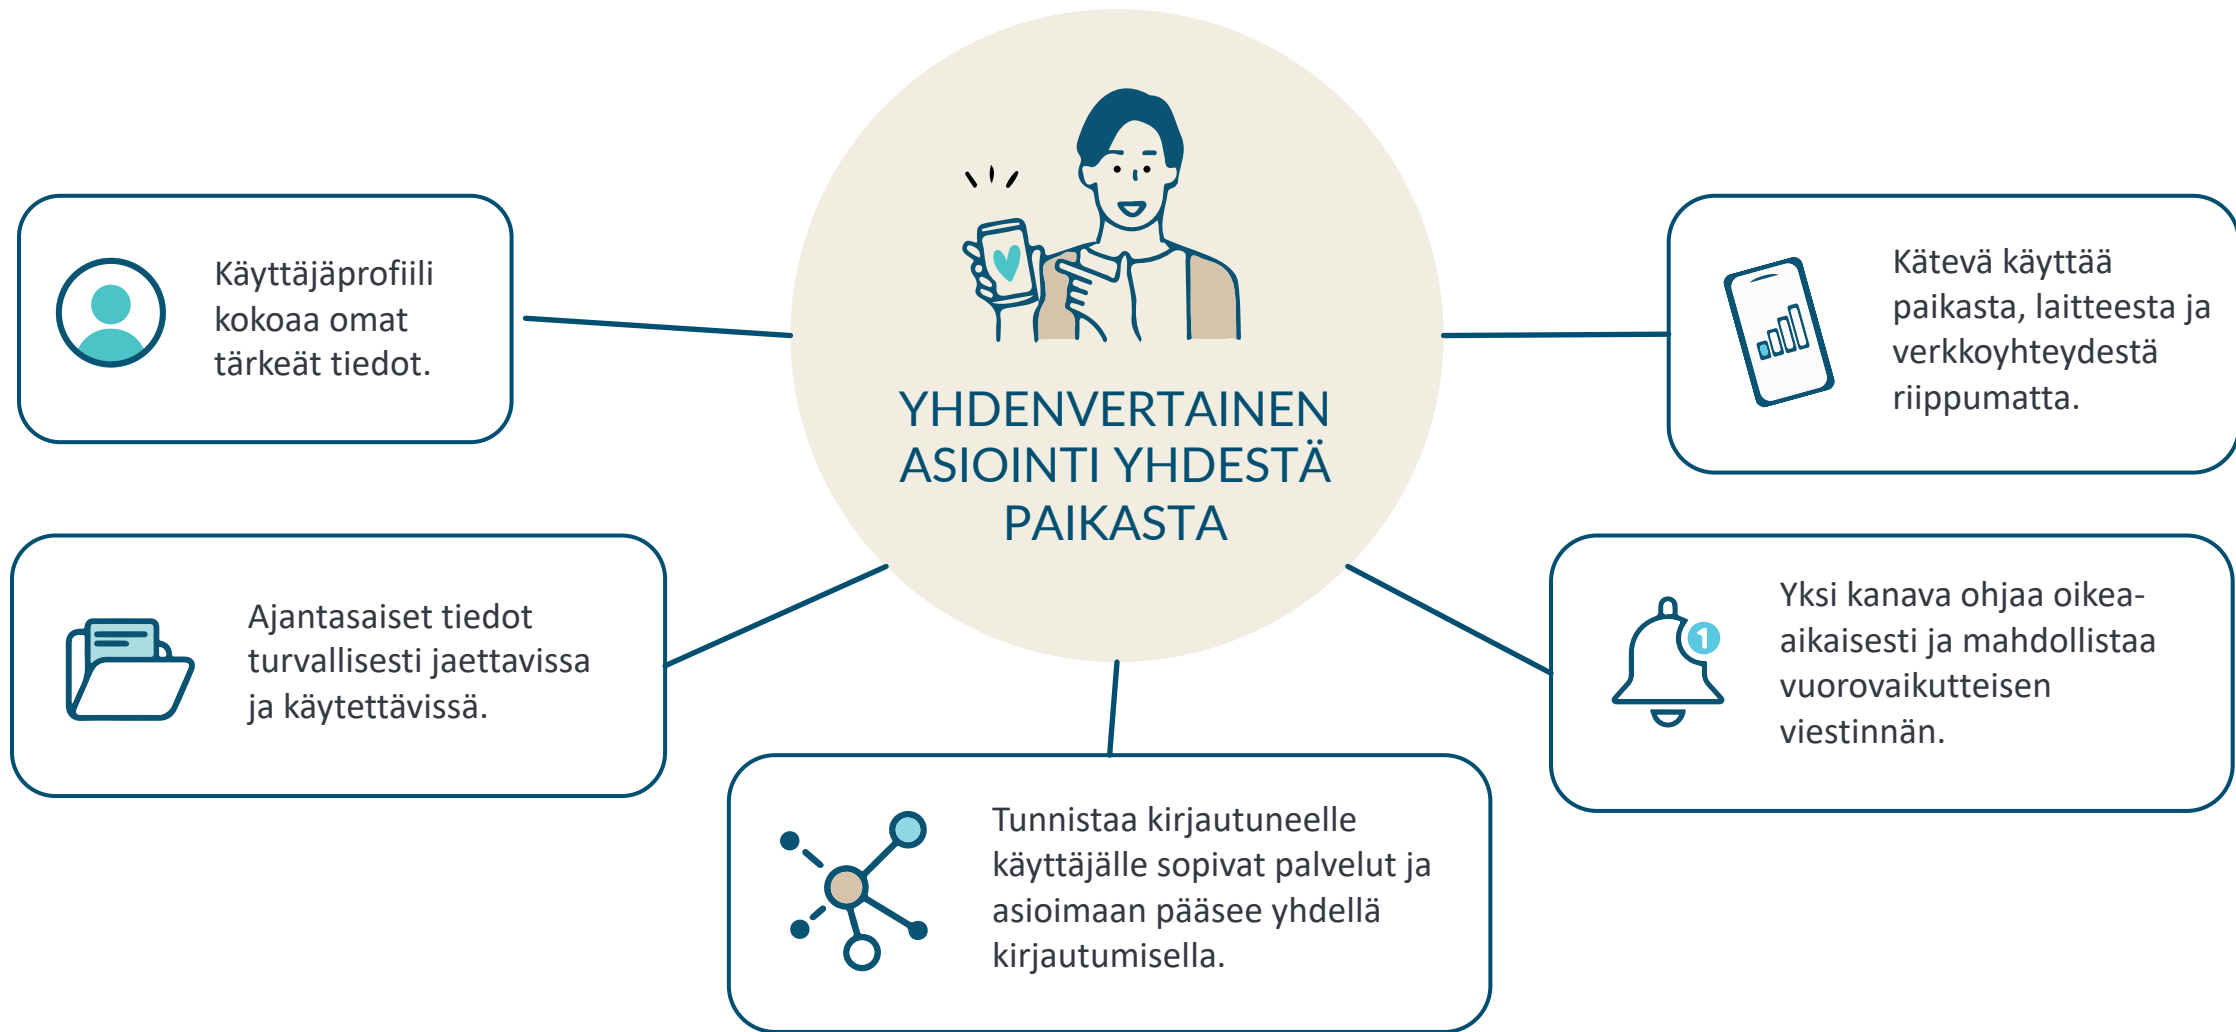 YHDENVERTAINEN
ASIOINTI YHDESTÄ
PAIKASTA
Käyttäjäprofiili
kokoaa omat
tärkeät tiedot.
Ajantasaiset tiedot
turvallisesti jaettavissa
ja käytettävissä.
Tunnistaa kirjautuneelle
käyttäjälle sopivat palvelut ja
asioimaan pääsee yhdellä
kirjautumisella.
1
Yksi kanava ohjaa oikea-
aikaisesti ja mahdollistaa
vuorovaikutteisen
viestinnän.
Kätevä käyttää
paikasta, laitteesta ja
verkkoyhteydestä
riippumatta.